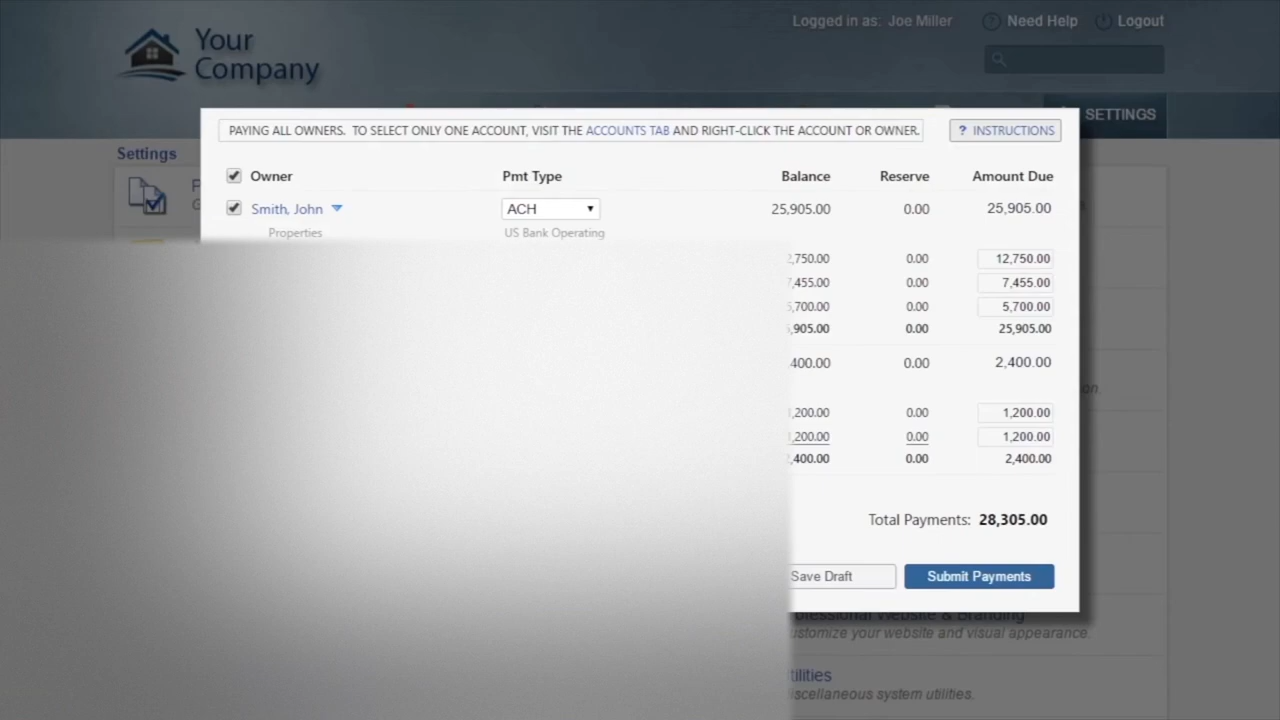 Logged in as: Joe Miller
Need Help
Logout
Your
Company
SETTINGS
PAYING ALL OWNERS. TO SELECT ONLY ONE ACCOUNT, VISIT THE ACCOUNTS TAB AND RIGHT-CLICK THE ACCOUNT OR OWNER.
? INSTRUCTIONS
Settings
Owner Pmt Type Balance Reserve Amount Due
Smith, John ACH 25,905.00 0.00 25,905.00
Properties US Bank Operating
0.00 12,750.00
0.00 7,455.00
0.00 5,700.00
0.00 25,905.00
0.00 2,400.00
0.00 1,200.00
0.00 1,200.00
0.00 2,400.00
Total Payments: 28,305.00
Save Draft Submit Payments
Website & Branding
your website and visual appearance.
system utilities.